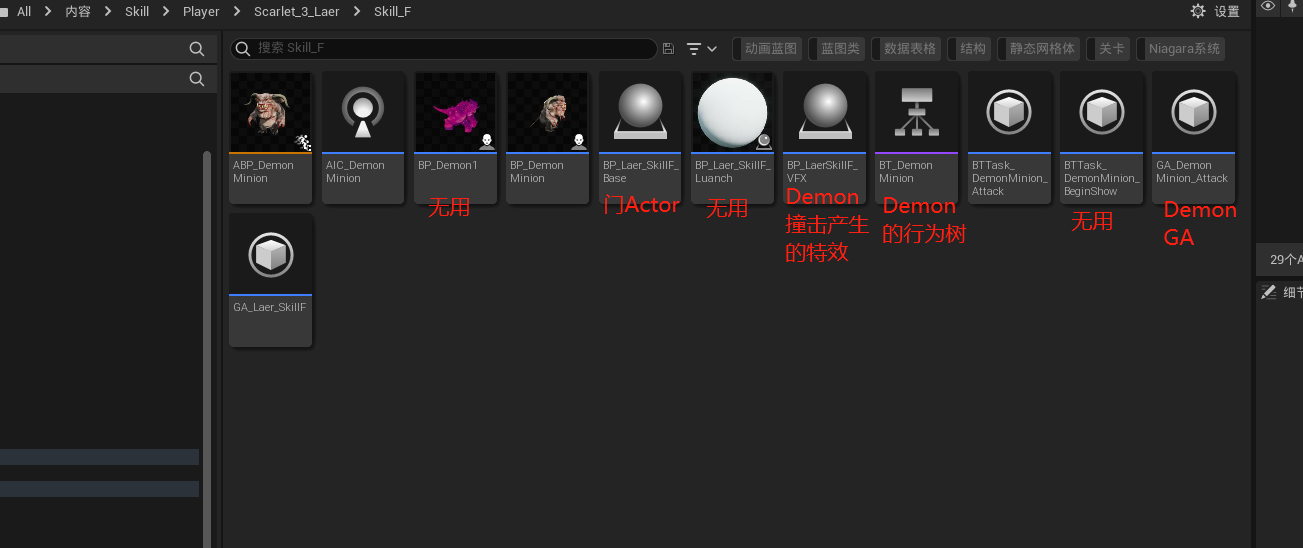 All > 内容 > Skill > Player > Scarlet_3_Laer > Skill_F
设置
搜索 Skill_F
动画蓝图
蓝图类
数据表格
结构
静态网格体
关卡
Niagara系统
ABP_Demon
Minion
AIC_Demon
Minion
BP_Demon1
无用
BP_Demon
Minion
BP_Laer_SkillF_
Base
门Actor
BP_Laer_SkillF_
Luanch
无用
BP_LaerSkillF_
VFX
Demon
撞击产生
的特效
BT_Demon
Minion
Demon
的行为树
BTTask_
DemonMinion_
Attack
BTTask_
DemonMinion_
BeginShow
无用
GA_Demon
Minion_Attack
Demon
GA
GA_Laer_SkillF
29个A
细节